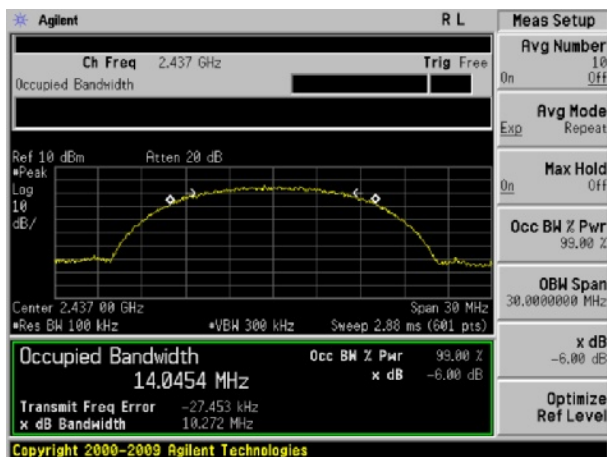 Agilent
R L
Meas Setup
Ch Freq 2.437 GHz
Trig Free
Occupied Bandwidth
Avg Number
10
On Off
Avg Mode
Exp Repeat
Max Hold
On Off
Occ BW % Pwr
99.00 %
OBW Span
30.0000000 MHz
x dB
-6.00 dB
Optimize
Ref Level
Ref 10 dBm Atten 20 dB
#Peak
Log
10
dB/
Center 2.437 00 GHz Span 30 MHz
#Res BW 100 kHz #VBW 300 kHz Sweep 2.88 ms (601 pts)
Occupied Bandwidth
14.0454 MHz
Occ BW % Pwr 99.00 %
x dB -6.00 dB
Transmit Freq Error -27.453 kHz
x dB Bandwidth 10.272 MHz
Copyright 2000-2009 Agilent Technologies